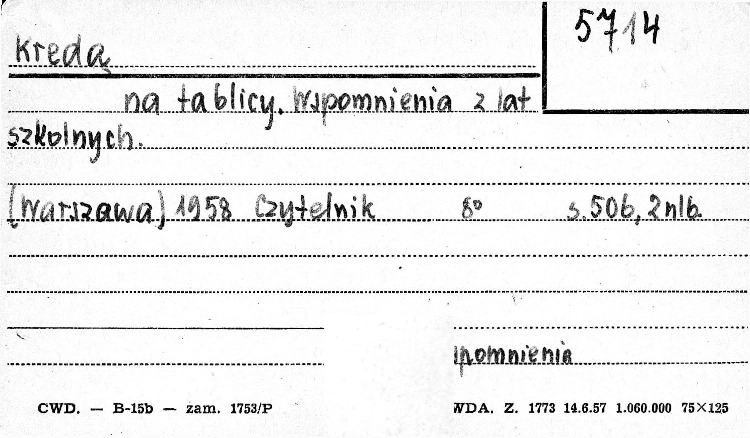 5714
Kredą
na tablicy. Wspomnienia z lat
szkolnych.
[Warszawa] 1958 Czytelnik 8° s. 506, 2 nlb.
wspomnienia
CWD. — B-15b — zam. 1753/P
WDA. Z. 1773 14.6.57 1.060.000 75×125